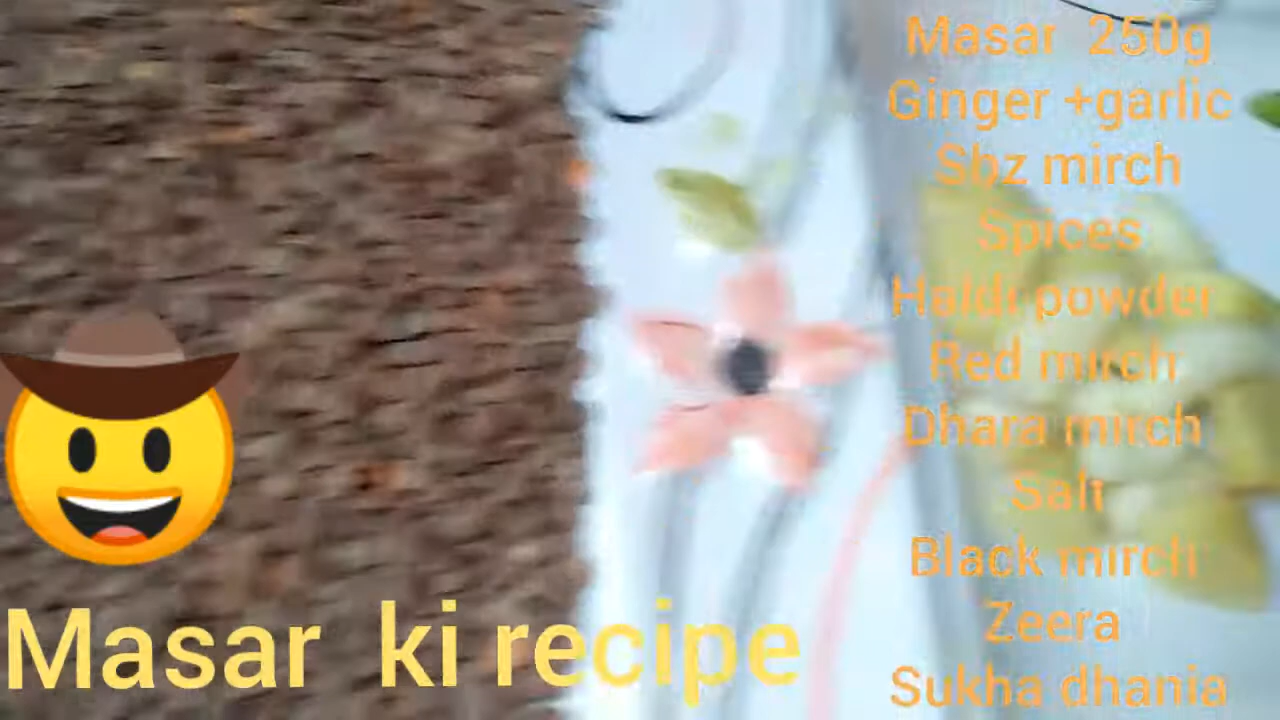 Masar 250g
Ginger +garlic
Sbz mirch
Spices
Haldi powder
Red mirch
Dhara mirch
Salt
Black mirch
Zeera
Sukha dhania
Masar ki recipe